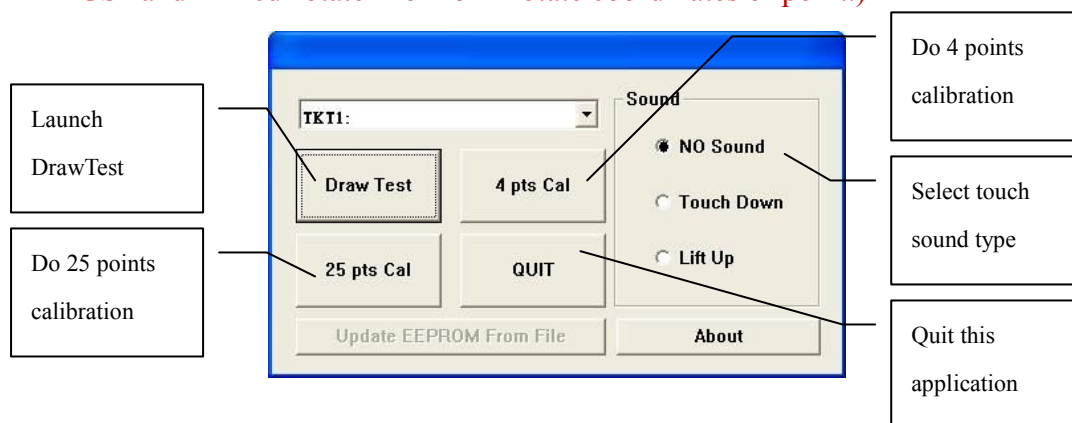 Do 4 points
calibration
Launch
DrawTest
TKT1:
Sound
NO Sound
Draw Test
4 pts Cal
Touch Down
Select touch
sound type
Do 25 points
calibration
25 pts Cal
QUIT
Lift Up
Update EEPROM From File
About
Quit this
application